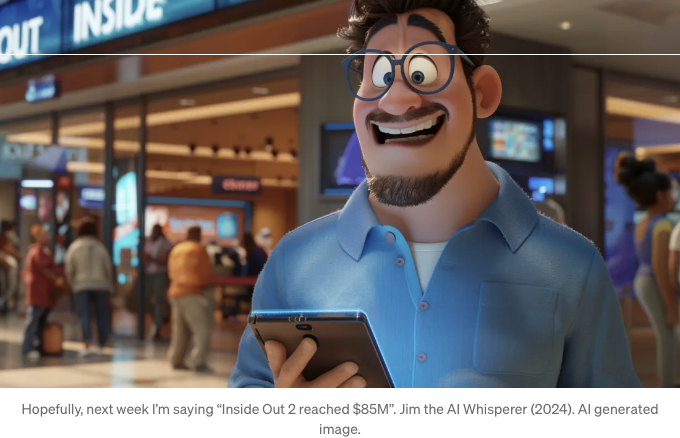 OUT
INSIDE
Hopefully, next week I'm saying “Inside Out 2 reached $85M”. Jim the AI Whisperer (2024). AI generated
image.